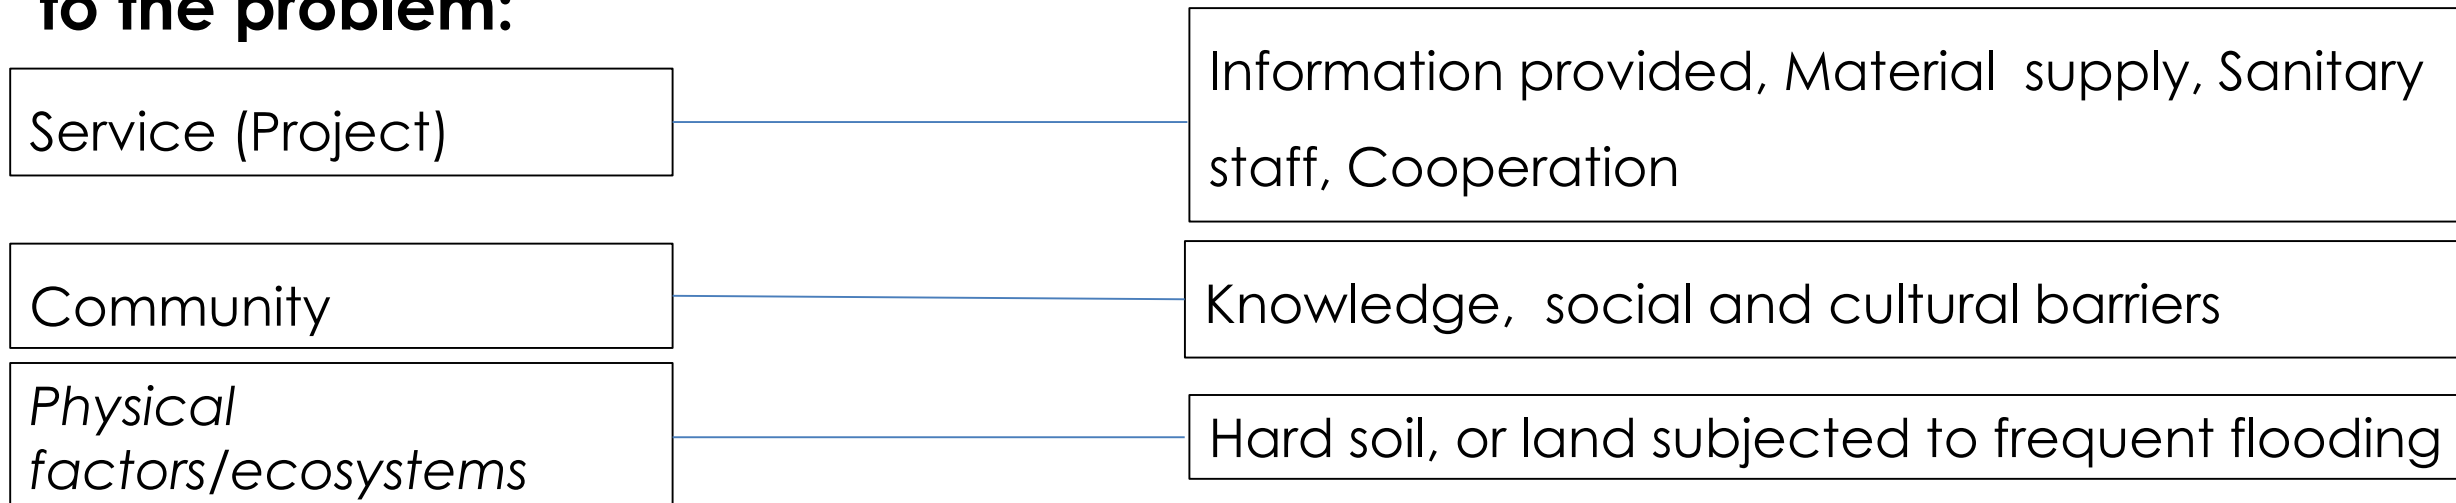 to the problem:
Service (Project)
Information provided, Material supply, Sanitary
staff, Cooperation
Community
Knowledge, social and cultural barriers
Physical
factors/ecosystems
Hard soil, or land subjected to frequent flooding